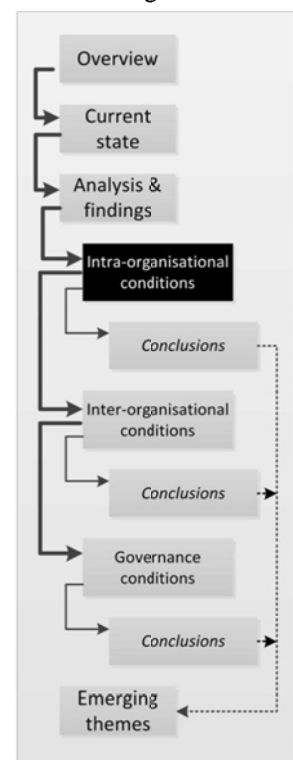 Overview
Current
state
Analysis &
findings
Intra-organisational
conditions
Conclusions
Inter-organisational
conditions
Conclusions
Governance
conditions
Conclusions
Emerging
themes